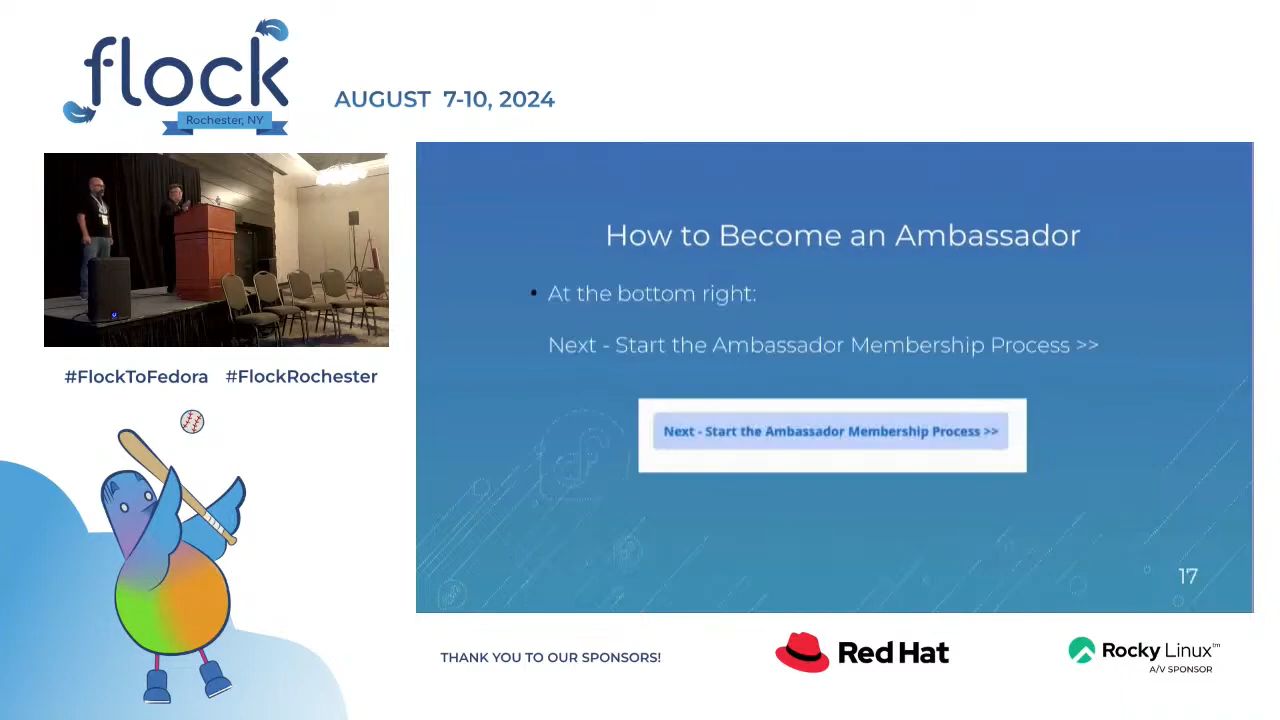 flock
Rochester, NY
AUGUST 7-10, 2024
#FlockToFedora #FlockRochester
How to Become an Ambassador
• At the bottom right:
Next - Start the Ambassador Membership Process >>
Next - Start the Ambassador Membership Process >>
17
THANK YOU TO OUR SPONSORS!
Red Hat
Rocky Linux™
A/V SPONSOR